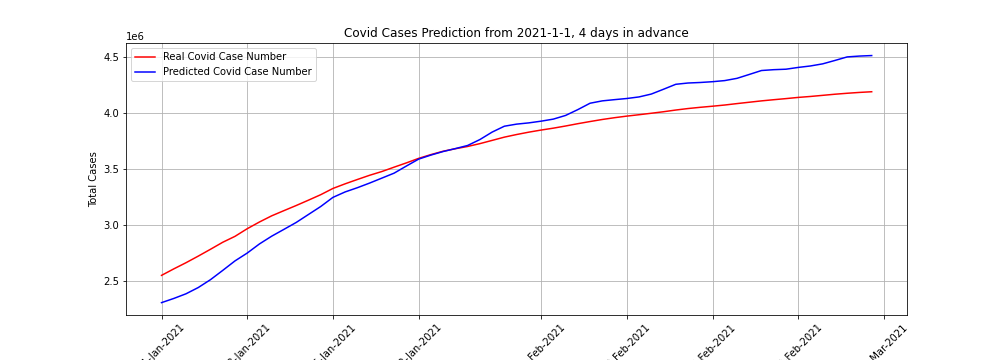 Covid Cases Prediction from 2021-1-1, 4 days in advance
1e6
Real Covid Case Number
Predicted Covid Case Number
4.5
4.0
3.5
3.0
2.5
Total Cases
-Jan-2021
-Jan-2021
-Jan-2021
-Jan-2021
Feb-2021
-Feb-2021
-Feb-2021
-Feb-2021
Mar-2021